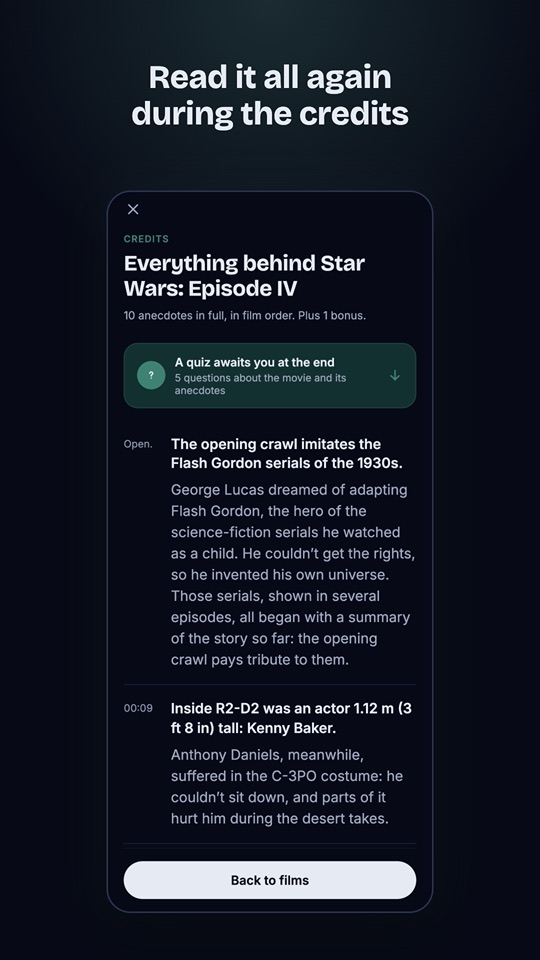 Read it all again
during the credits
CREDITS
Everything behind Star
Wars: Episode IV
10 anecdotes in full, in film order. Plus 1 bonus.
?
A quiz awaits you at the end
5 questions about the movie and its
anecdotes
Open.
The opening crawl imitates the
Flash Gordon serials of the 1930s.
George Lucas dreamed of adapting
Flash Gordon, the hero of the
science-fiction serials he watched
as a child. He couldn’t get the rights,
so he invented his own universe.
Those serials, shown in several
episodes, all began with a summary
of the story so far: the opening
crawl pays tribute to them.
00:09
Inside R2-D2 was an actor 1.12 m (3
ft 8 in) tall: Kenny Baker.
Anthony Daniels, meanwhile,
suffered in the C-3PO costume: he
couldn’t sit down, and parts of it
hurt him during the desert takes.
Back to films